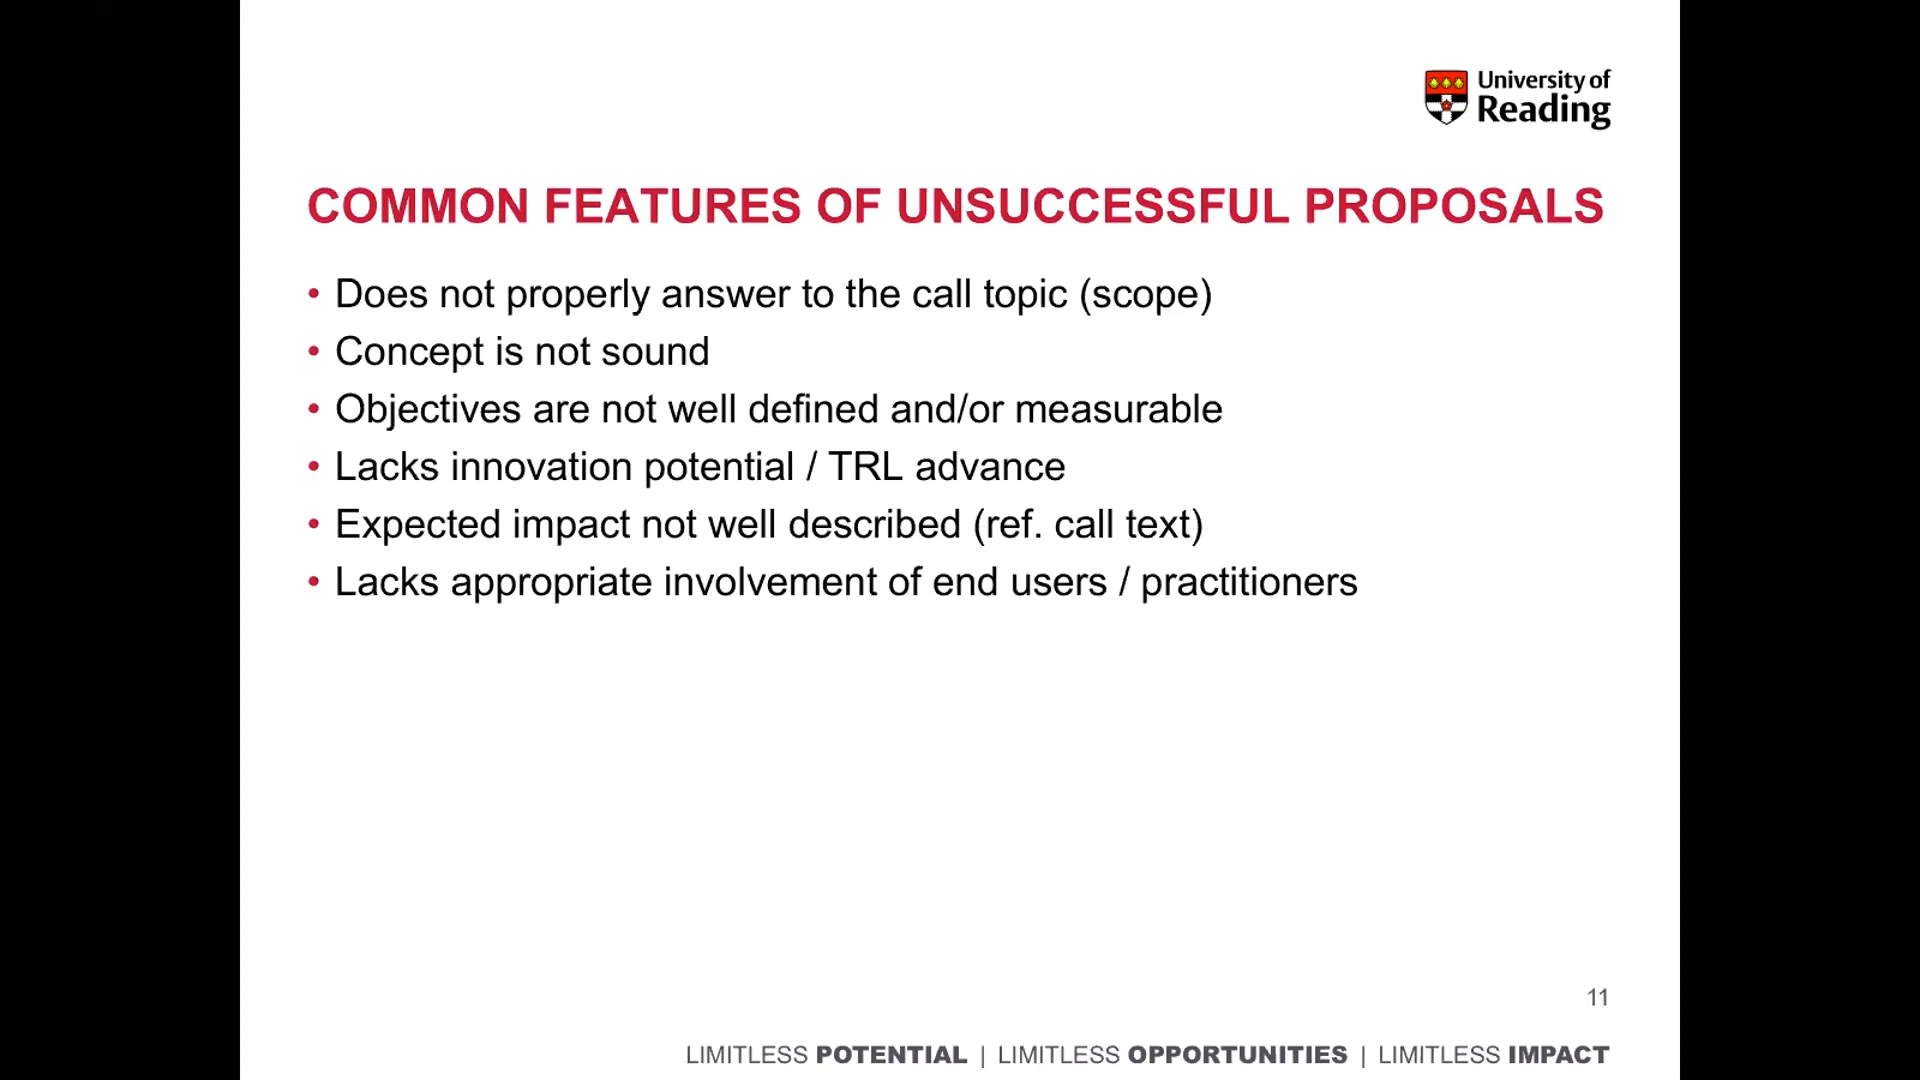 University of
Reading
COMMON FEATURES OF UNSUCCESSFUL PROPOSALS
• Does not properly answer to the call topic (scope)
• Concept is not sound
• Objectives are not well defined and/or measurable
• Lacks innovation potential / TRL advance
• Expected impact not well described (ref. call text)
• Lacks appropriate involvement of end users / practitioners
11
LIMITLESS POTENTIAL | LIMITLESS OPPORTUNITIES | LIMITLESS IMPACT